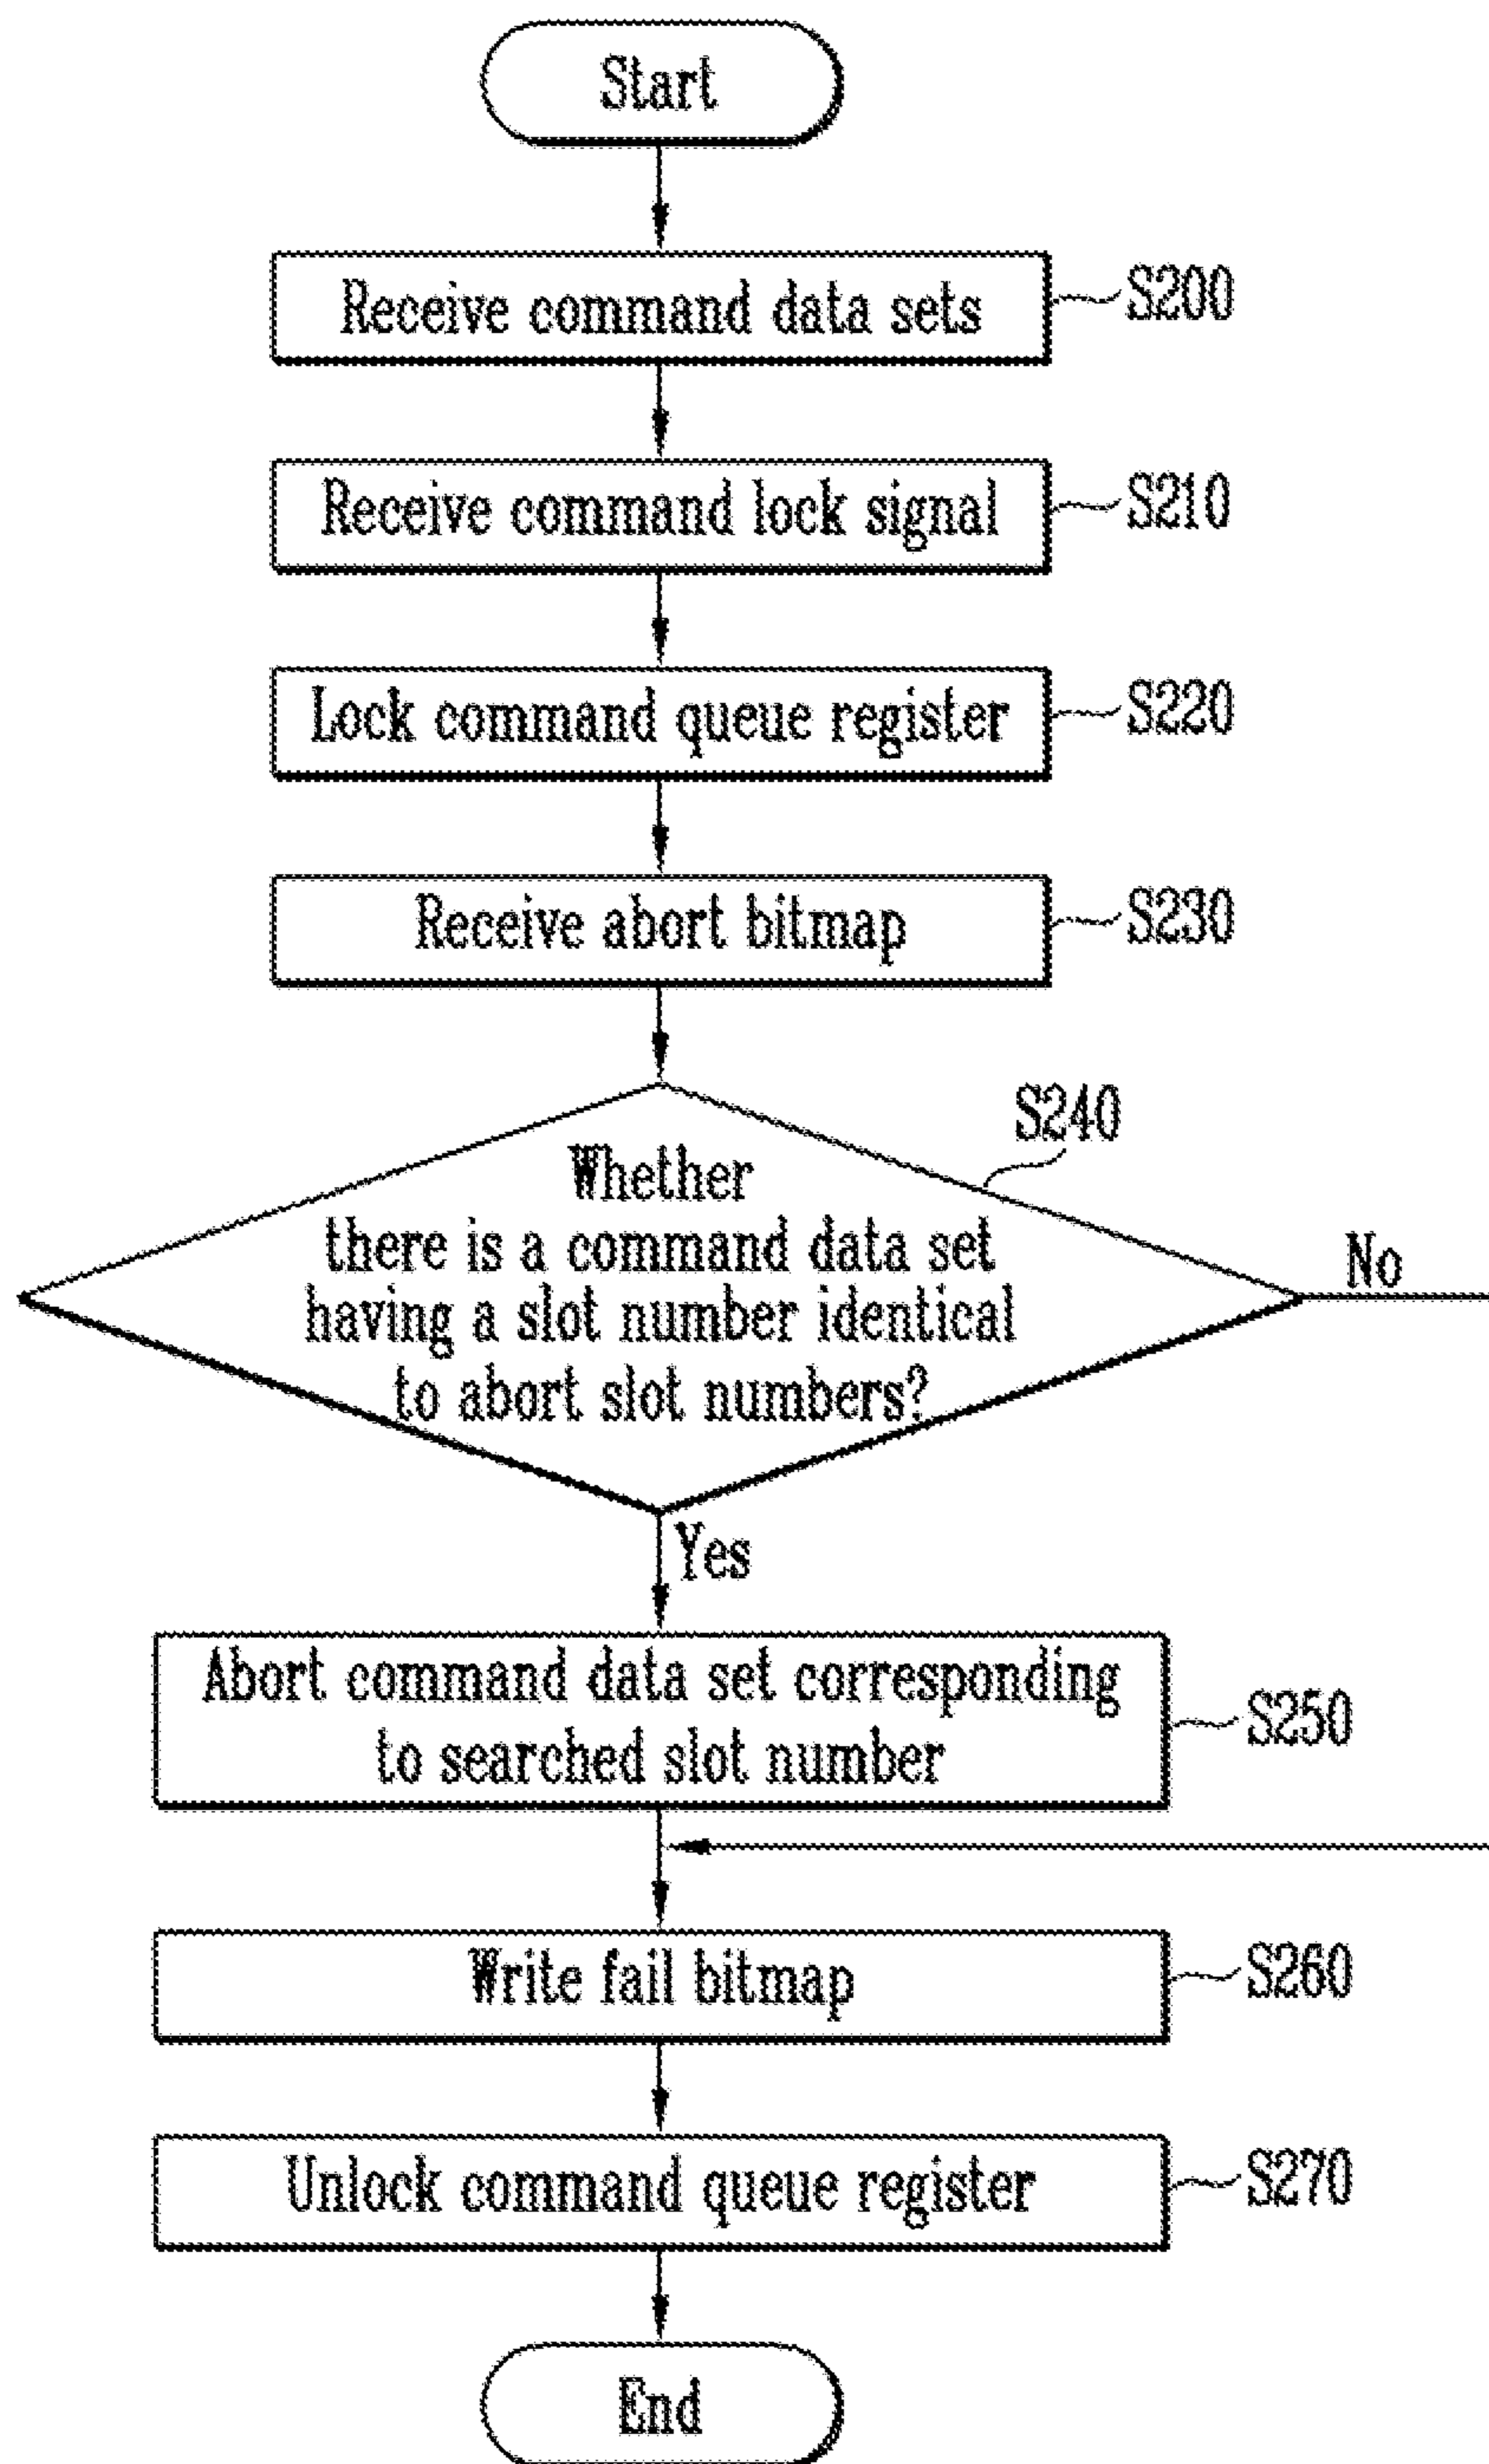 Start
Receive command data sets
S200
Receive command lock signal
S210
Lock command queue register
S220
Receive abort bitmap
S230
S240
Whether
there is a command data set
having a slot number identical
to abort slot numbers?
No
Yes
Abort command data set corresponding
to searched slot number
S250
Write fail bitmap
S260
Unlock command queue register
S270
End